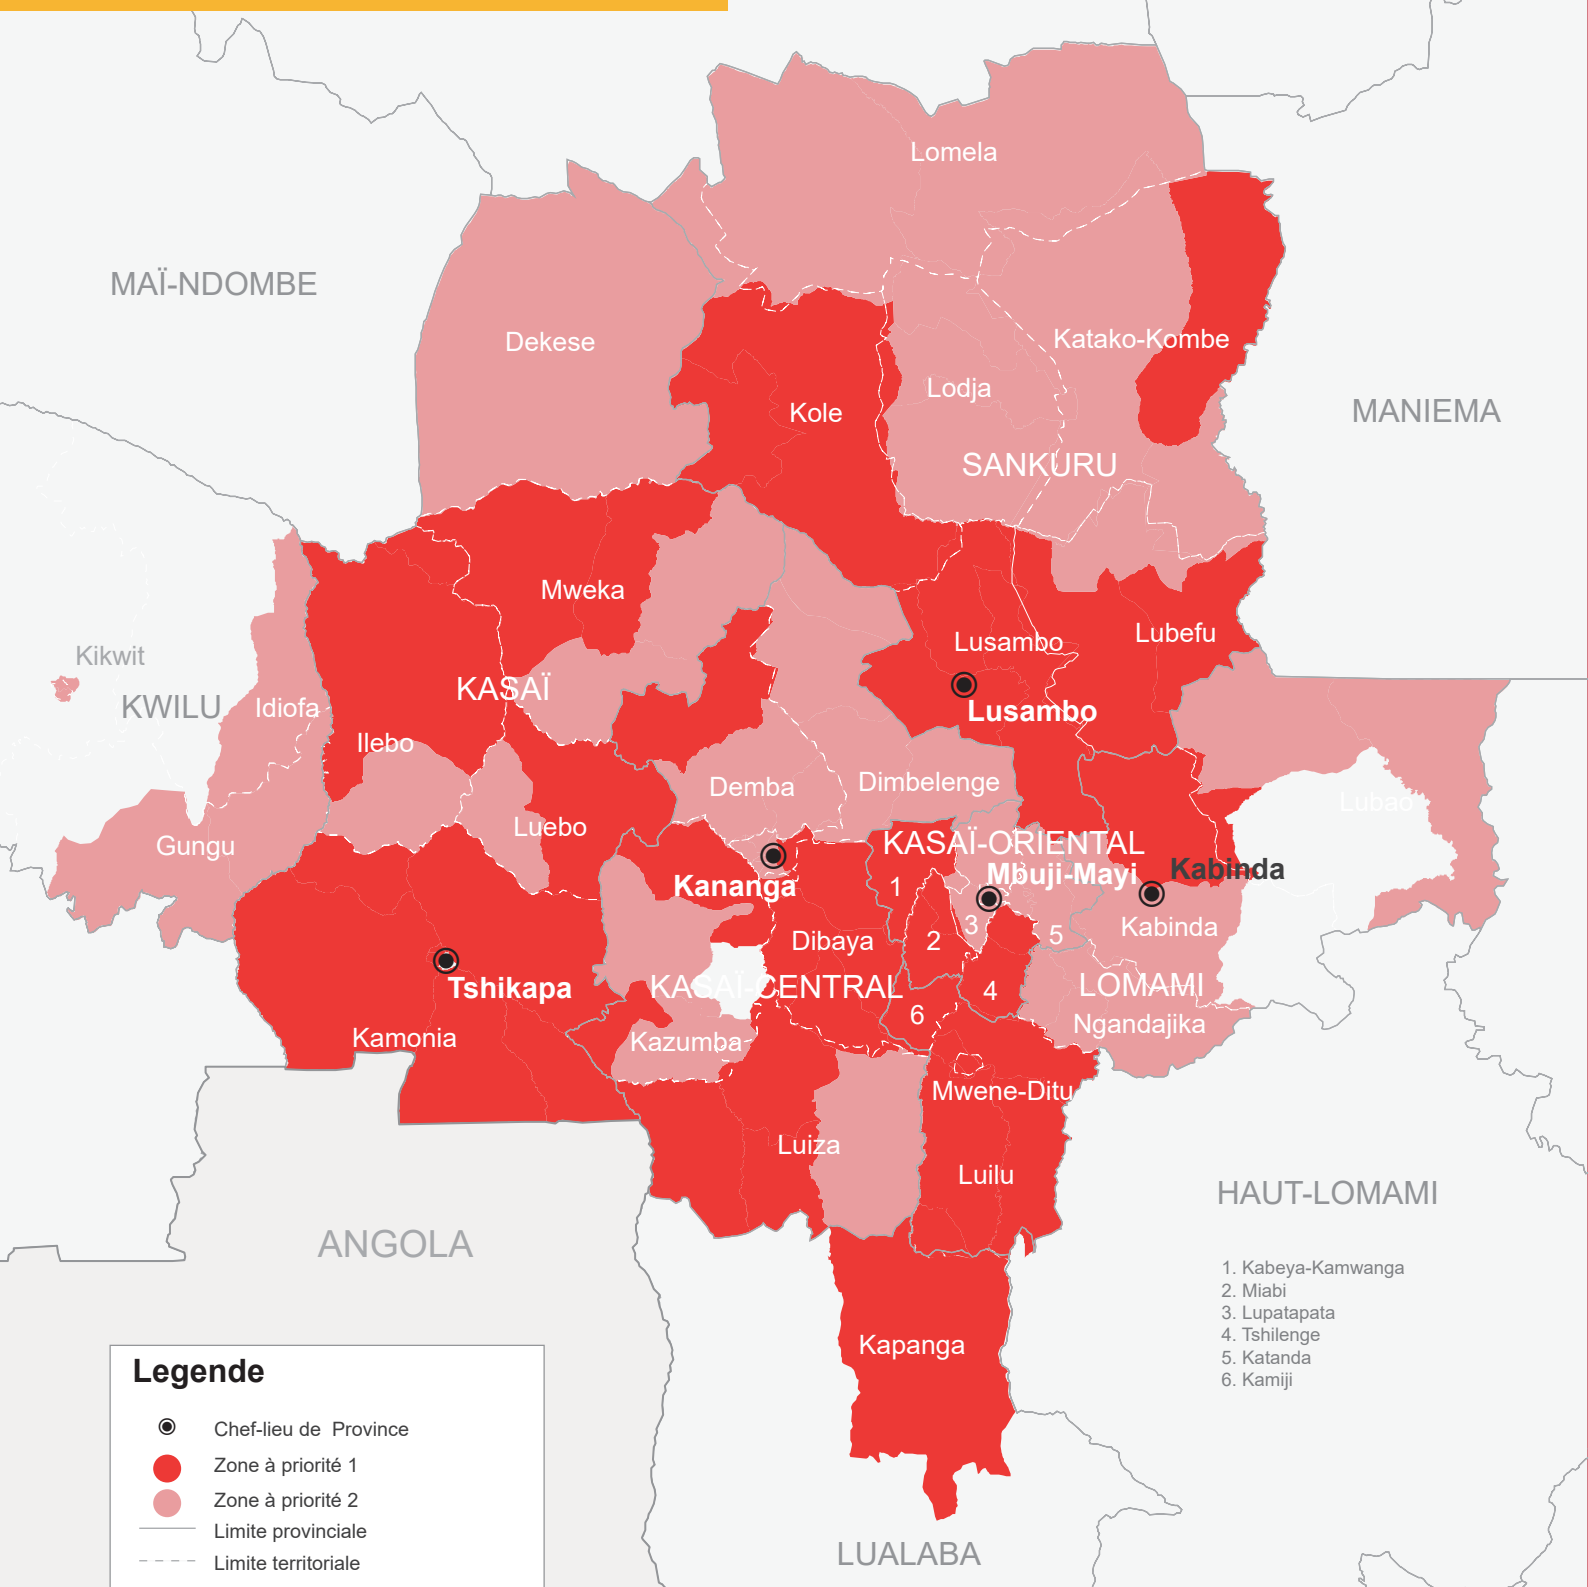 Lomela
MAÏ-NDOMBE
Dekese
Katako-Kombe
Lodja
Kole
MANIEMA
SANKURU
Mweka
Lusambo
Lubefu
Kikwit
KASAÏ
KWILU
Idiofa
Lusambo
Ilebo
Demba
Dimbelenge
Lubao
Luebo
Gungu
KASAÏ-ORIENTAL
Mbuji-Mayi
Kabinda
Kananga
1
3
Kabinda
5
2
Dibaya
Tshikapa
KASAÏ-CENTRAL
4
LOMAMI
6
Ngandajika
Kamonia
Kazumba
Mwene-Ditu
Luiza
Luilu
HAUT-LOMAMI
ANGOLA
1. Kabeya-Kamwanga
2. Miabi
3. Lupatapata
4. Tshilenge
5. Katanda
6. Kamiji
Kapanga
Legende
Chef-lieu de Province
Zone à priorité 1
Zone à priorité 2
Limite provinciale
Limite territoriale
LUALABA